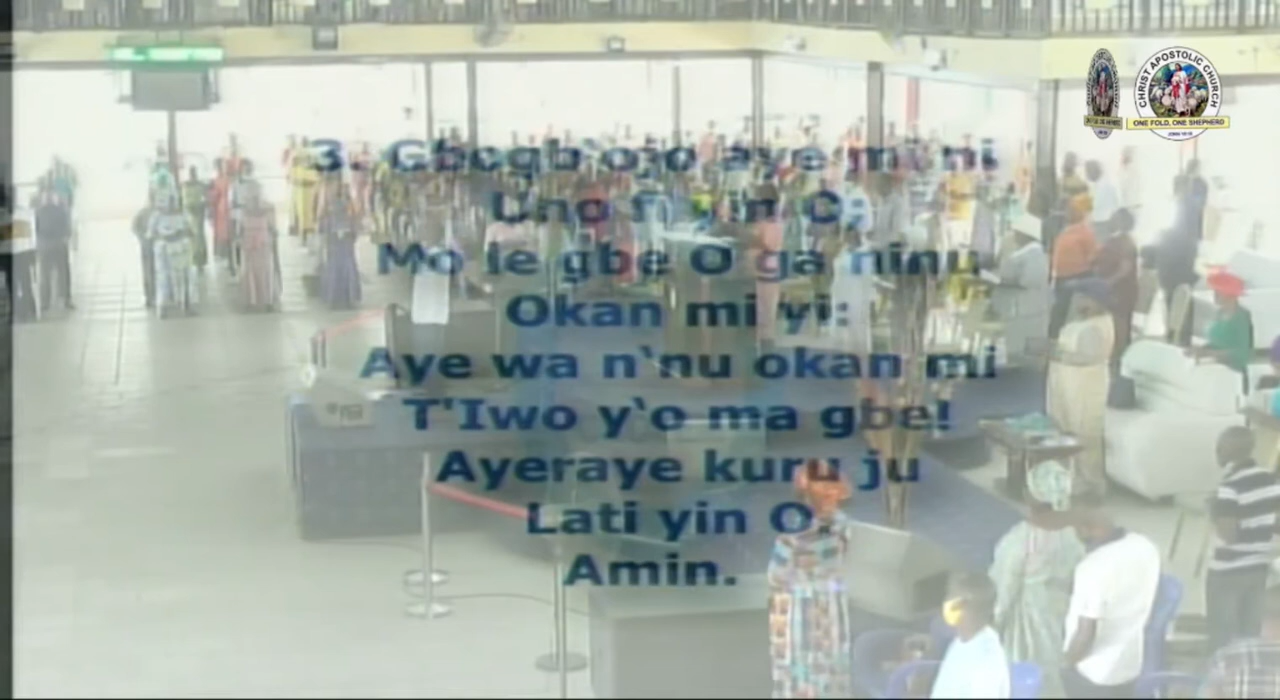 CHRIST APOSTOLIC CHURCH
ONE FOLD, ONE SHEPHERD
3. Gbogb`ojo aye mi ni
Uno yin O;
Mo le gbe O ga ninu
Okan mi yi:
Aye wa n`nu okan mi
T'Iwo y`o ma gbe!
Ayeraye kuru ju
Lati yin O.
Amin.